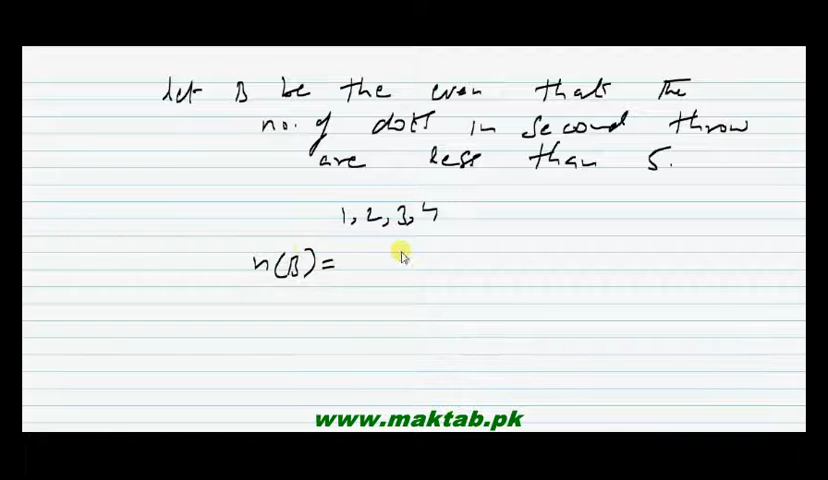 let B be the even that the
no. of dots in second throw
are less than 5.
1, 2, 3, 4
n(B) =
www.maktab.pk